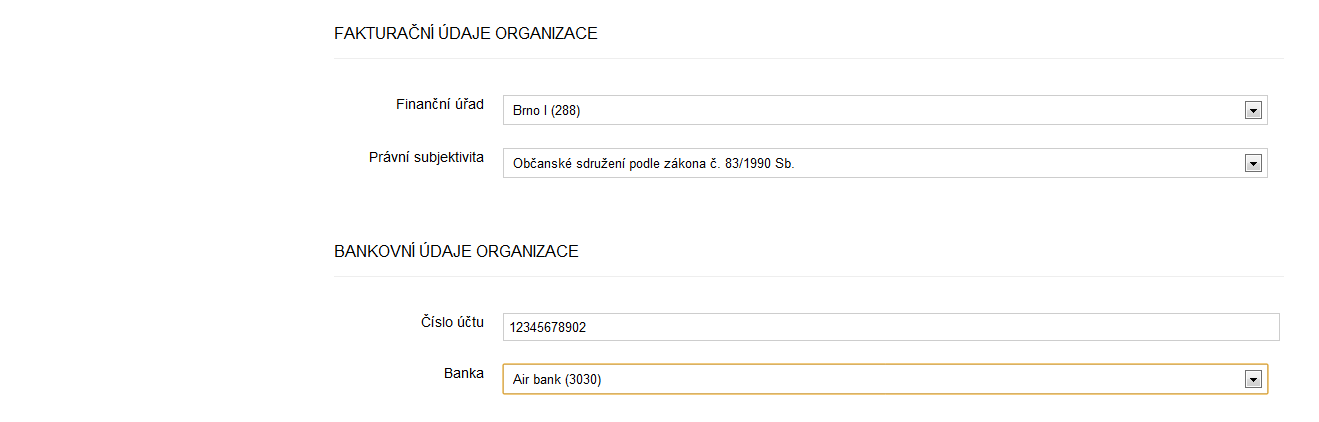 FAKTURAČNÍ ÚDAJE ORGANIZACE
Finanční úřad Brno I (288)
Právní subjektivita Občanské sdružení podle zákona č. 83/1990 Sb.
BANKOVNÍ ÚDAJE ORGANIZACE
Číslo účtu 12345678902
Banka Air bank (3030)